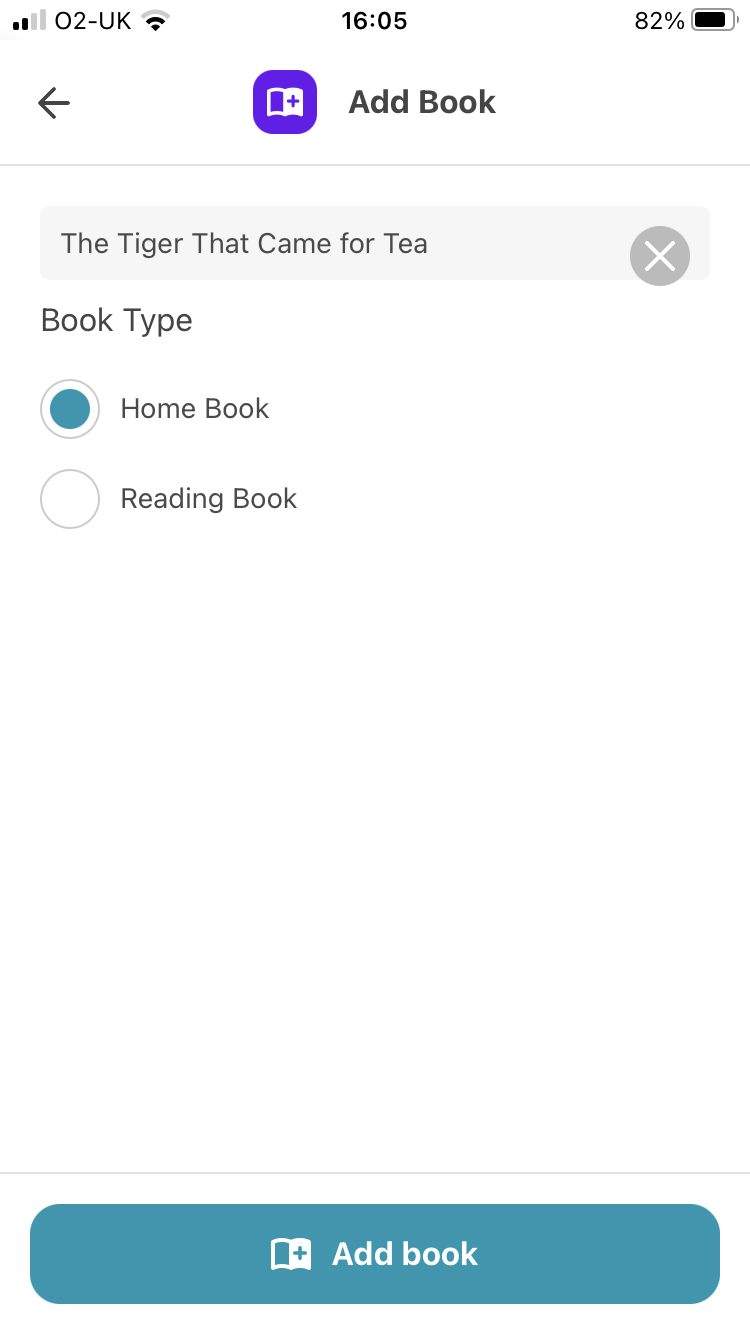 O2-UK
16:05
82%
Add Book
The Tiger That Came for Tea
Book Type
Home Book
Reading Book
Add book